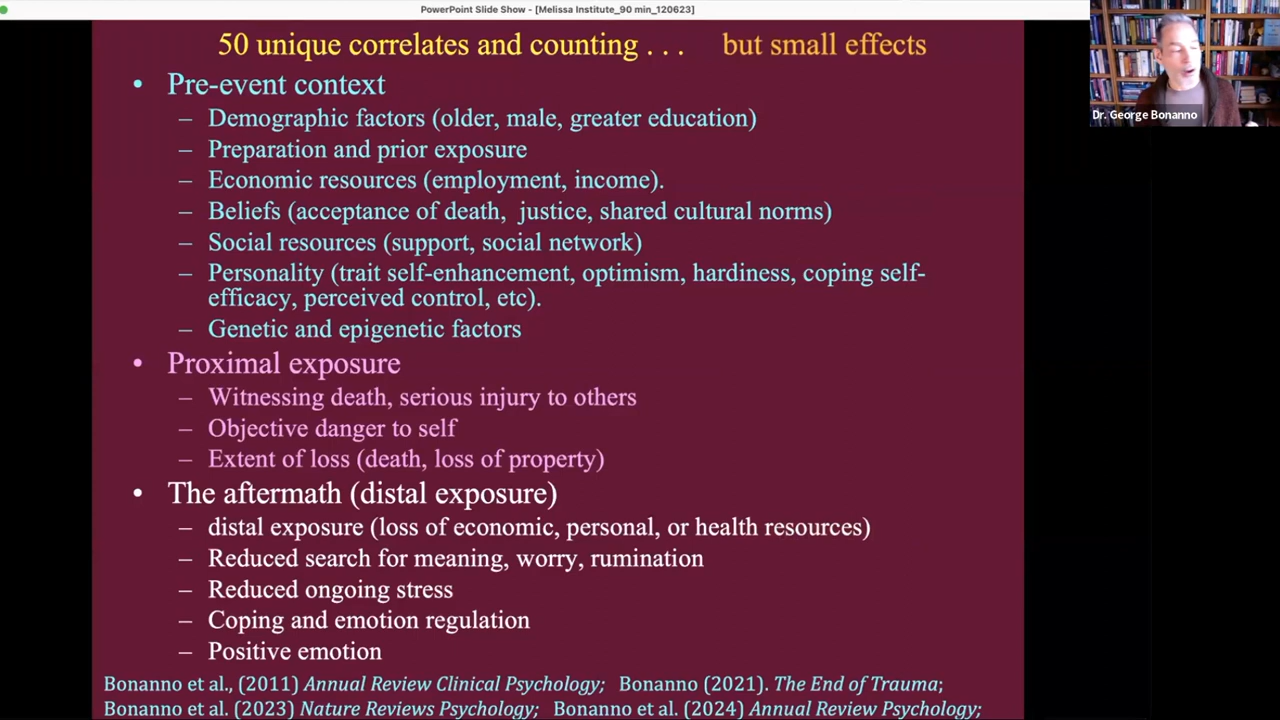 PowerPoint Slide Show - [Melissa Institute_90 min_120623]
50 unique correlates and counting . . . but small effects
• Pre-event context
– Demographic factors (older, male, greater education)
– Preparation and prior exposure
– Economic resources (employment, income).
– Beliefs (acceptance of death, justice, shared cultural norms)
– Social resources (support, social network)
– Personality (trait self-enhancement, optimism, hardiness, coping self-
efficacy, perceived control, etc).
– Genetic and epigenetic factors
• Proximal exposure
– Witnessing death, serious injury to others
– Objective danger to self
– Extent of loss (death, loss of property)
• The aftermath (distal exposure)
– distal exposure (loss of economic, personal, or health resources)
– Reduced search for meaning, worry, rumination
– Reduced ongoing stress
– Coping and emotion regulation
– Positive emotion
Bonanno et al., (2011) Annual Review Clinical Psychology; Bonanno (2021). The End of Trauma;
Bonanno et al. (2023) Nature Reviews Psychology; Bonanno et al. (2024) Annual Review Psychology;
Dr. George Bonanno